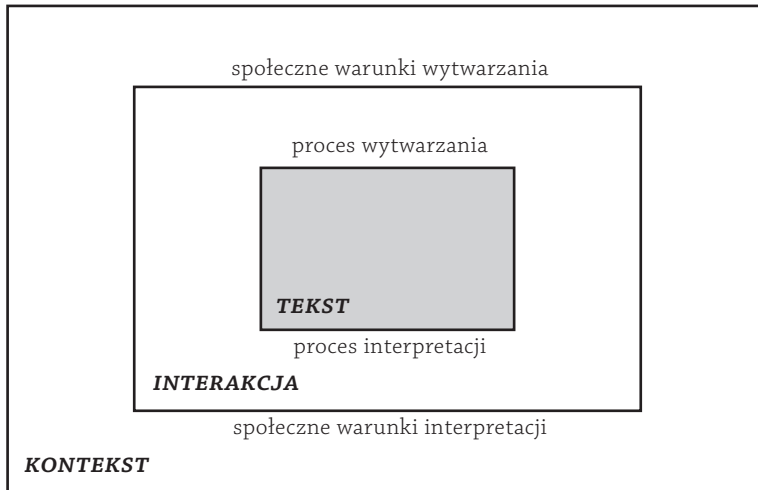 społeczne warunki wytwarzania
proces wytwarzania
TEKST
proces interpretacji
INTERAKCJA
społeczne warunki interpretacji
KONTEKST